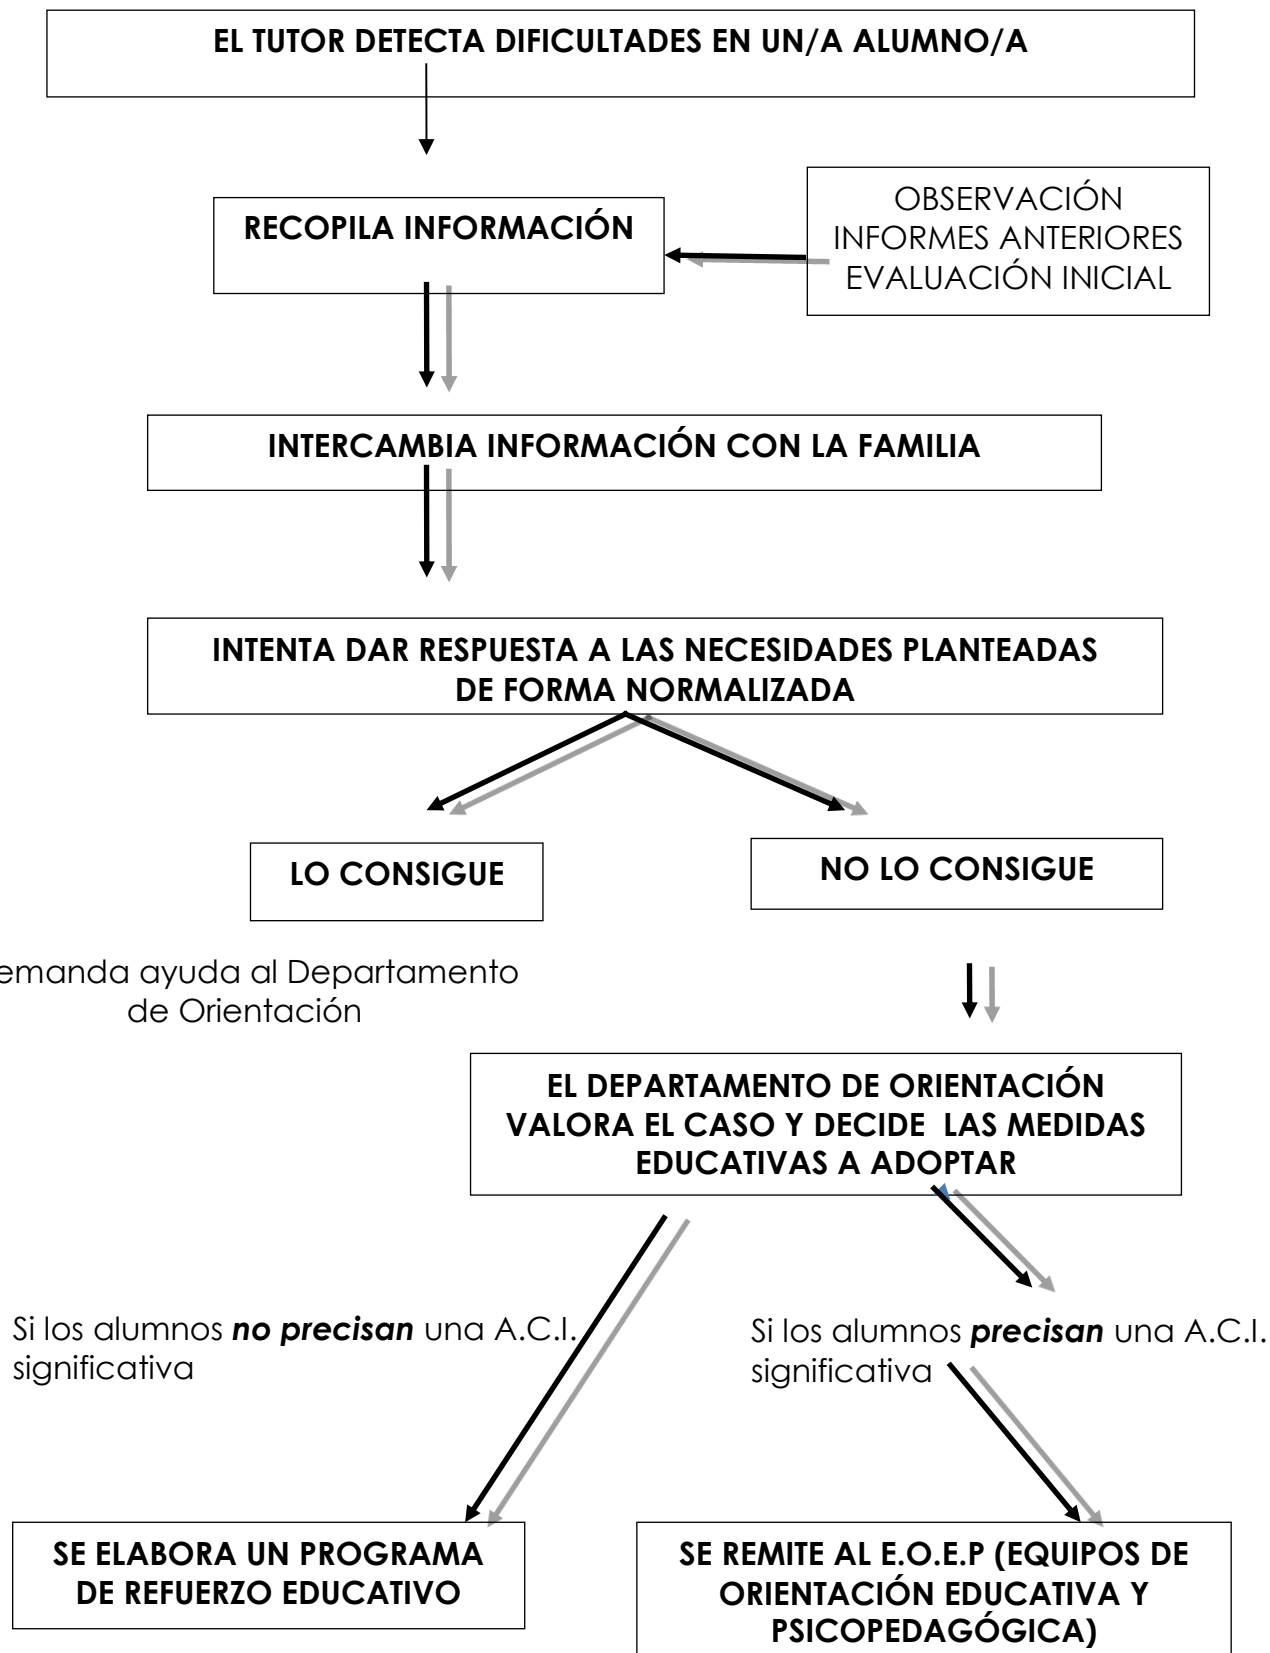 EL TUTOR DETECTA DIFICULTADES EN UN/A ALUMNO/A
RECOPILA INFORMACIÓN
OBSERVACIÓN
INFORMES ANTERIORES
EVALUACIÓN INICIAL
INTERCAMBIA INFORMACIÓN CON LA FAMILIA
INTENTA DAR RESPUESTA A LAS NECESIDADES PLANTEADAS
DE FORMA NORMALIZADA
LO CONSIGUE
NO LO CONSIGUE
emanda ayuda al Departamento
de Orientación
EL DEPARTAMENTO DE ORIENTACIÓN
VALORA EL CASO Y DECIDE LAS MEDIDAS
EDUCATIVAS A ADOPTAR
Si los alumnos no precisan una A.C.I.
significativa
Si los alumnos precisan una A.C.I.
significativa
SE ELABORA UN PROGRAMA
DE REFUERZO EDUCATIVO
SE REMITE AL E.O.E.P (EQUIPOS DE
ORIENTACIÓN EDUCATIVA Y
PSICOPEDAGÓGICA)